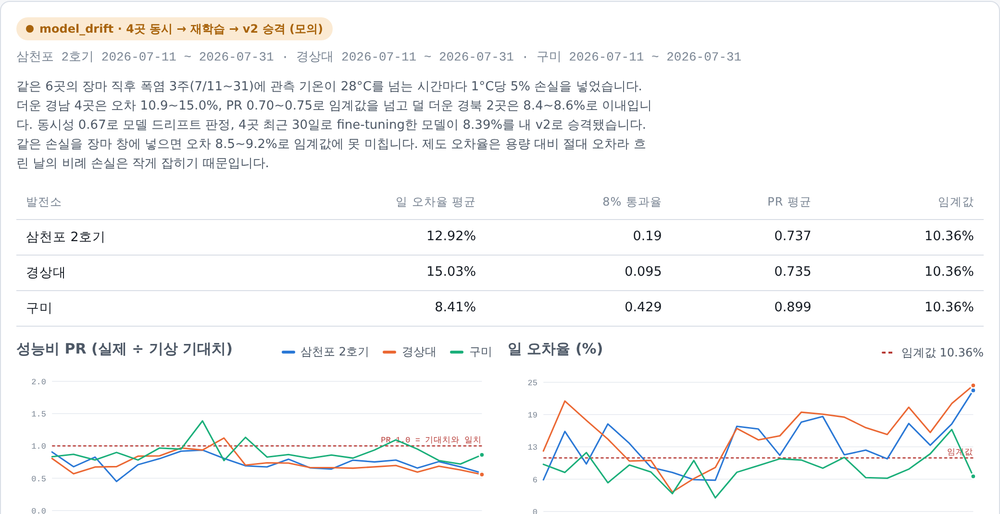 model_drift · 4곳 동시 → 재학습 → v2 승격 (모의)
삼천포 2호기 2026-07-11 ~ 2026-07-31 · 경상대 2026-07-11 ~ 2026-07-31 · 구미 2026-07-11 ~ 2026-07-31
같은 6곳의 장마 직후 폭염 3주(7/11~31)에 관측 기온이 28°C를 넘는 시간마다 1°C당 5% 손실을 넣었습니다.
더운 경남 4곳은 오차 10.9~15.0%, PR 0.70~0.75로 임계값을 넘고 덜 더운 경북 2곳은 8.4~8.6%로 이내입니
다. 동시성 0.67로 모델 드리프트 판정, 4곳 최근 30일로 fine-tuning한 모델이 8.39%를 내 v2로 승격됐습니다.
같은 손실을 장마 창에 넣으면 오차 8.5~9.2%로 임계값에 못 미칩니다. 제도 오차율은 용량 대비 절대 오차라 흐
린 날의 비례 손실은 작게 잡히기 때문입니다.
발전소 일 오차율 평균 8% 통과율 PR 평균 임계값
삼천포 2호기 12.92% 0.19 0.737 10.36%
경상대 15.03% 0.095 0.735 10.36%
구미 8.41% 0.429 0.899 10.36%
성능비 PR (실제 ÷ 기상 기대치) 삼천포 2호기 경상대 구미
2.0
1.5
PR 1.0 = 기대치와 일치
1.0
0.5
0.0
일 오차율 (%) 임계값 10.36%
25
19
13
임계값
6
0